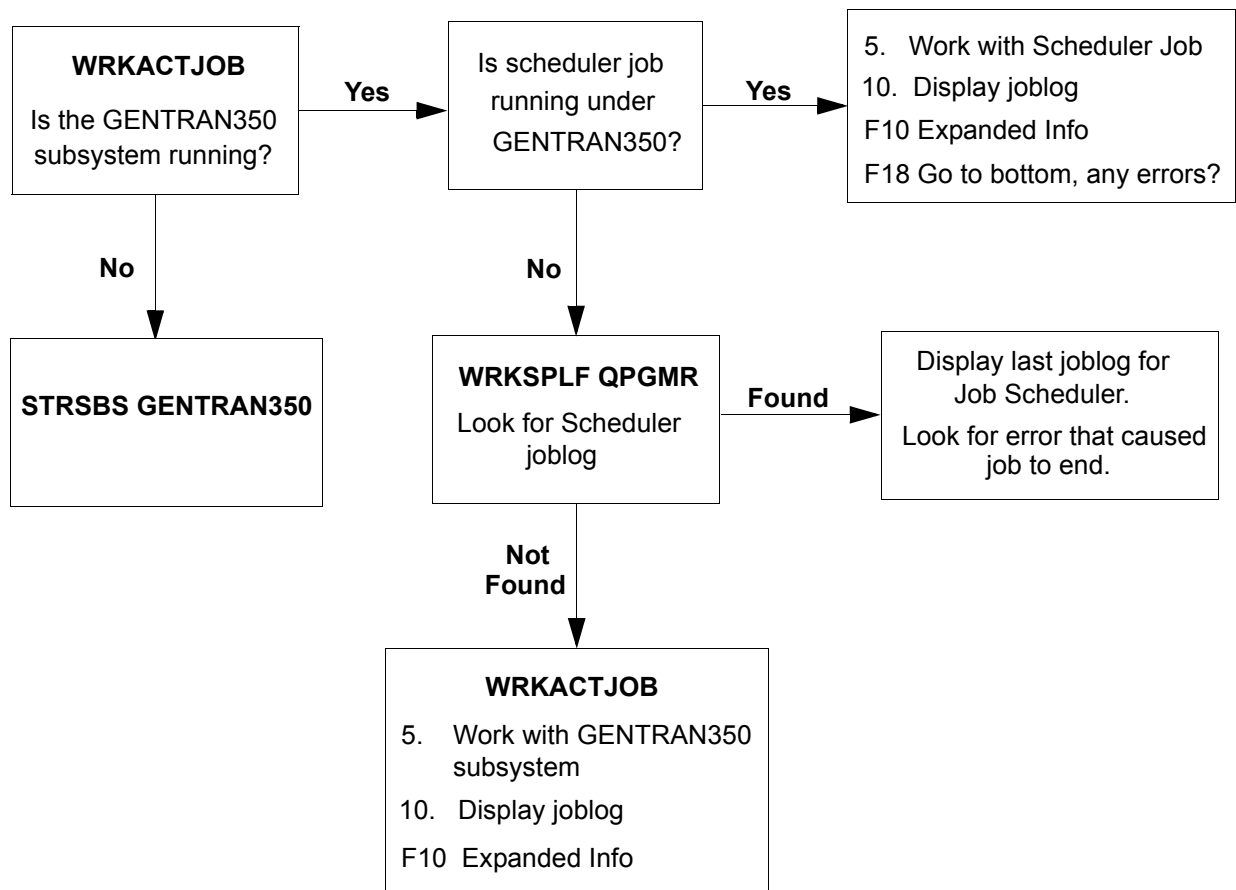 WRKACTJOB
Is the GENTRAN350
subsystem running?
Yes
Is scheduler job
running under
GENTRAN350?
Yes
5. Work with Scheduler Job
10. Display joblog
F10 Expanded Info
F18 Go to bottom, any errors?
No
No
STRSBS GENTRAN350
WRKSPLF QPGMR
Look for Scheduler
joblog
Found
Display last joblog for
Job Scheduler.
Look for error that caused
job to end.
Not
Found
WRKACTJOB
5. Work with GENTRAN350
subsystem
10. Display joblog
F10 Expanded Info